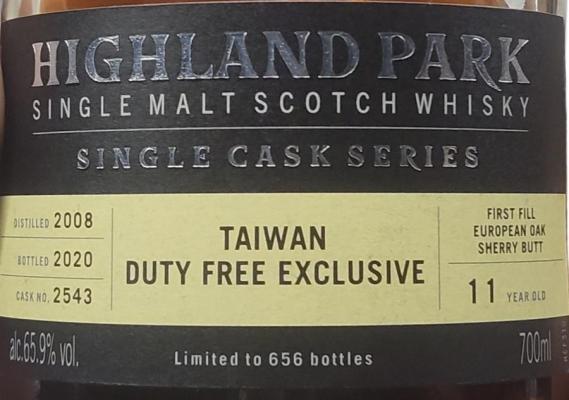 HIGHLAND PARK
SINGLE MALT SCOTCH WHISKY
SINGLE CASK SERIES
DISTILLED 2008
BOTTLED 2020
CASK NO. 2543
TAIWAN
DUTY FREE EXCLUSIVE
FIRST FILL
EUROPEAN OAK
SHERRY BUTT
11 YEAR OLD
alc.65.9% vol.
Limited to 656 bottles
700ml